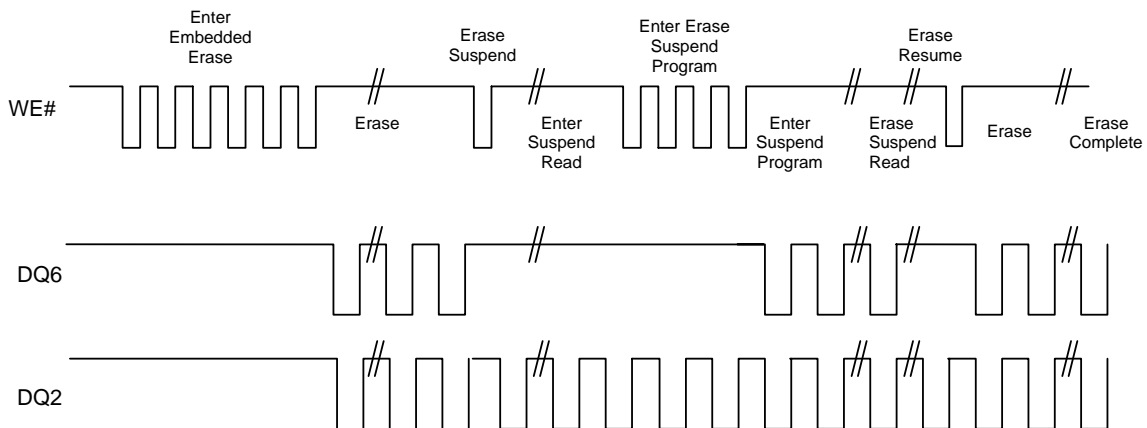 Enter
Embedded
Erase
Erase
Suspend
Enter Erase
Suspend
Program
Erase
Resume
WE#
Erase
Enter
Suspend
Read
Enter
Suspend
Program
Erase
Suspend
Read
Erase
Erase
Complete
DQ6
DQ2